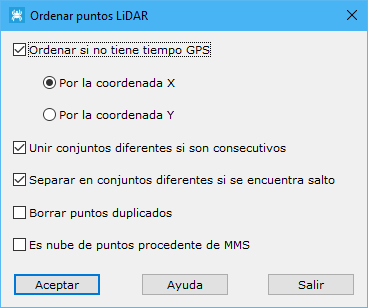 Ordenar puntos LiDAR
Ordenar si no tiene tiempo GPS
Por la coordenada X
Por la coordenada Y
Unir conjuntos diferentes si son consecutivos
Separar en conjuntos diferentes si se encuentra salto
Borrar puntos duplicados
Es nube de puntos procedente de MMS
Aceptar Ayuda Salir